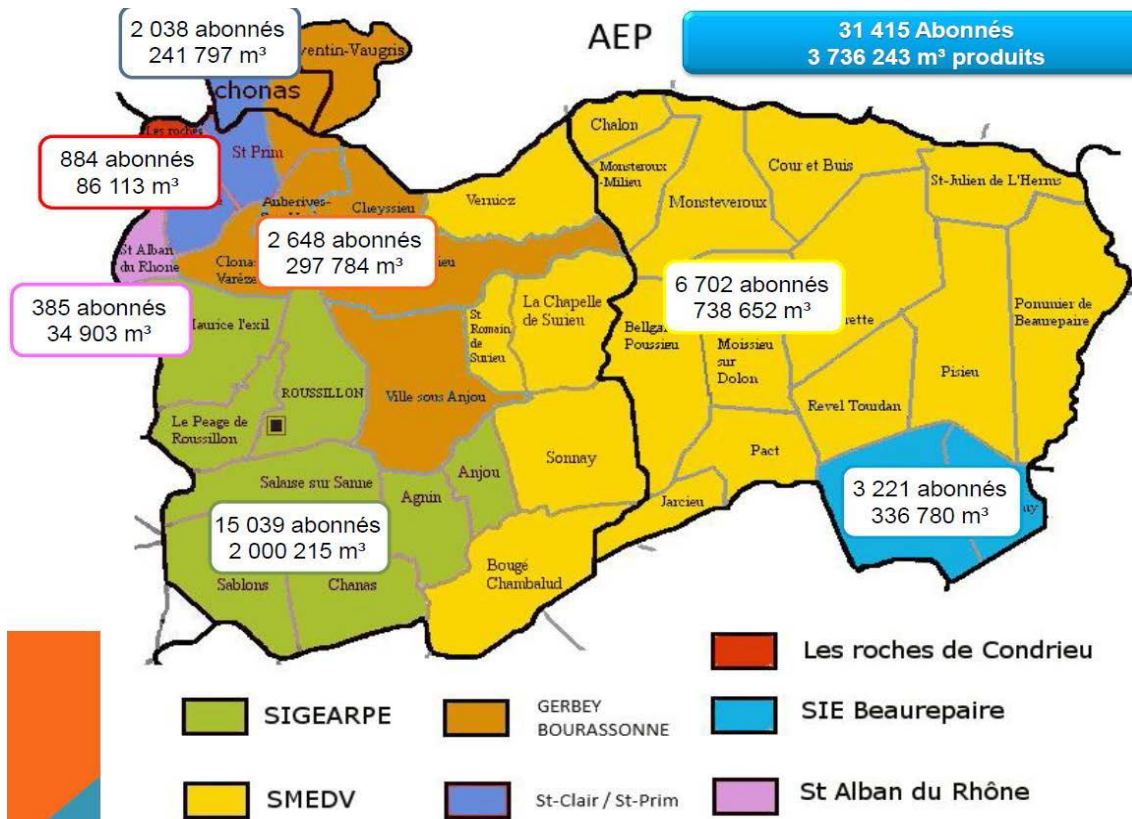 2 038 abonnés
241 797 m³
AEP
31 415 Abonnés
3 736 243 m³ produits
chonas
Les roches
884 abonnés
86 113 m³
St Prim
Cheyssieu
Vernioz
Chalon
Monsteroux
-Milieu
Monsteveroux
Cour et Buis
St-Julien de L'Herms
St Alban
du Rhone
Varèze
2 648 abonnés
297 784 m³
385 abonnés
34 903 m³
6 702 abonnés
738 652 m³
La Chapelle
de Surieu
St
Romain
de
Surieu
Poussieu
Moissieu
sur
Dolon
Pommier de
Beaurepaire
Pisieu
ROUSSILLON
Ville sous Anjou
Revel Tourdan
Le Peage de
Roussillon
Sonnay
Pact
Anjou
Salaise sur Sanne
Agnin
Jarcieu
15 039 abonnés
2 000 215 m³
3 221 abonnés
336 780 m³
Sablons
Chanas
Bougé
Chambalud
Les roches de Condrieu
SIGEARPE
GERBEY
BOURASSONNE
SIE Beaurepaire
SMEDV
St-Clair / St-Prim
St Alban du Rhône